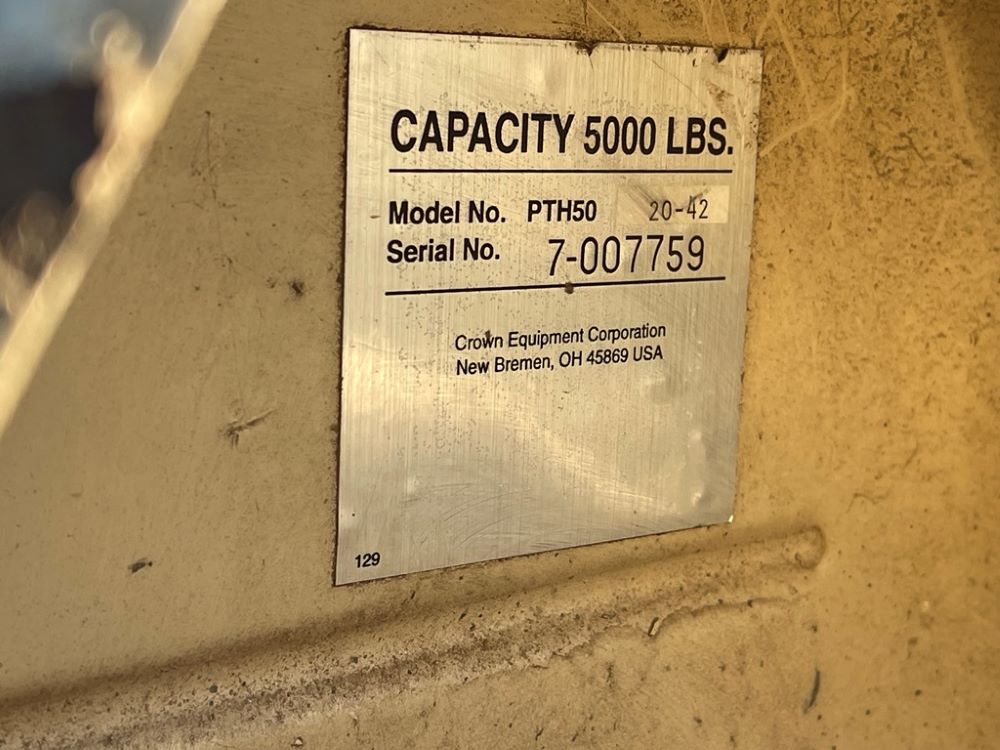 CAPACITY 5000 LBS.
Model No. PTH50 20-42
Serial No. 7-007759
Crown Equipment Corporation
New Bremen, OH 45869 USA
129